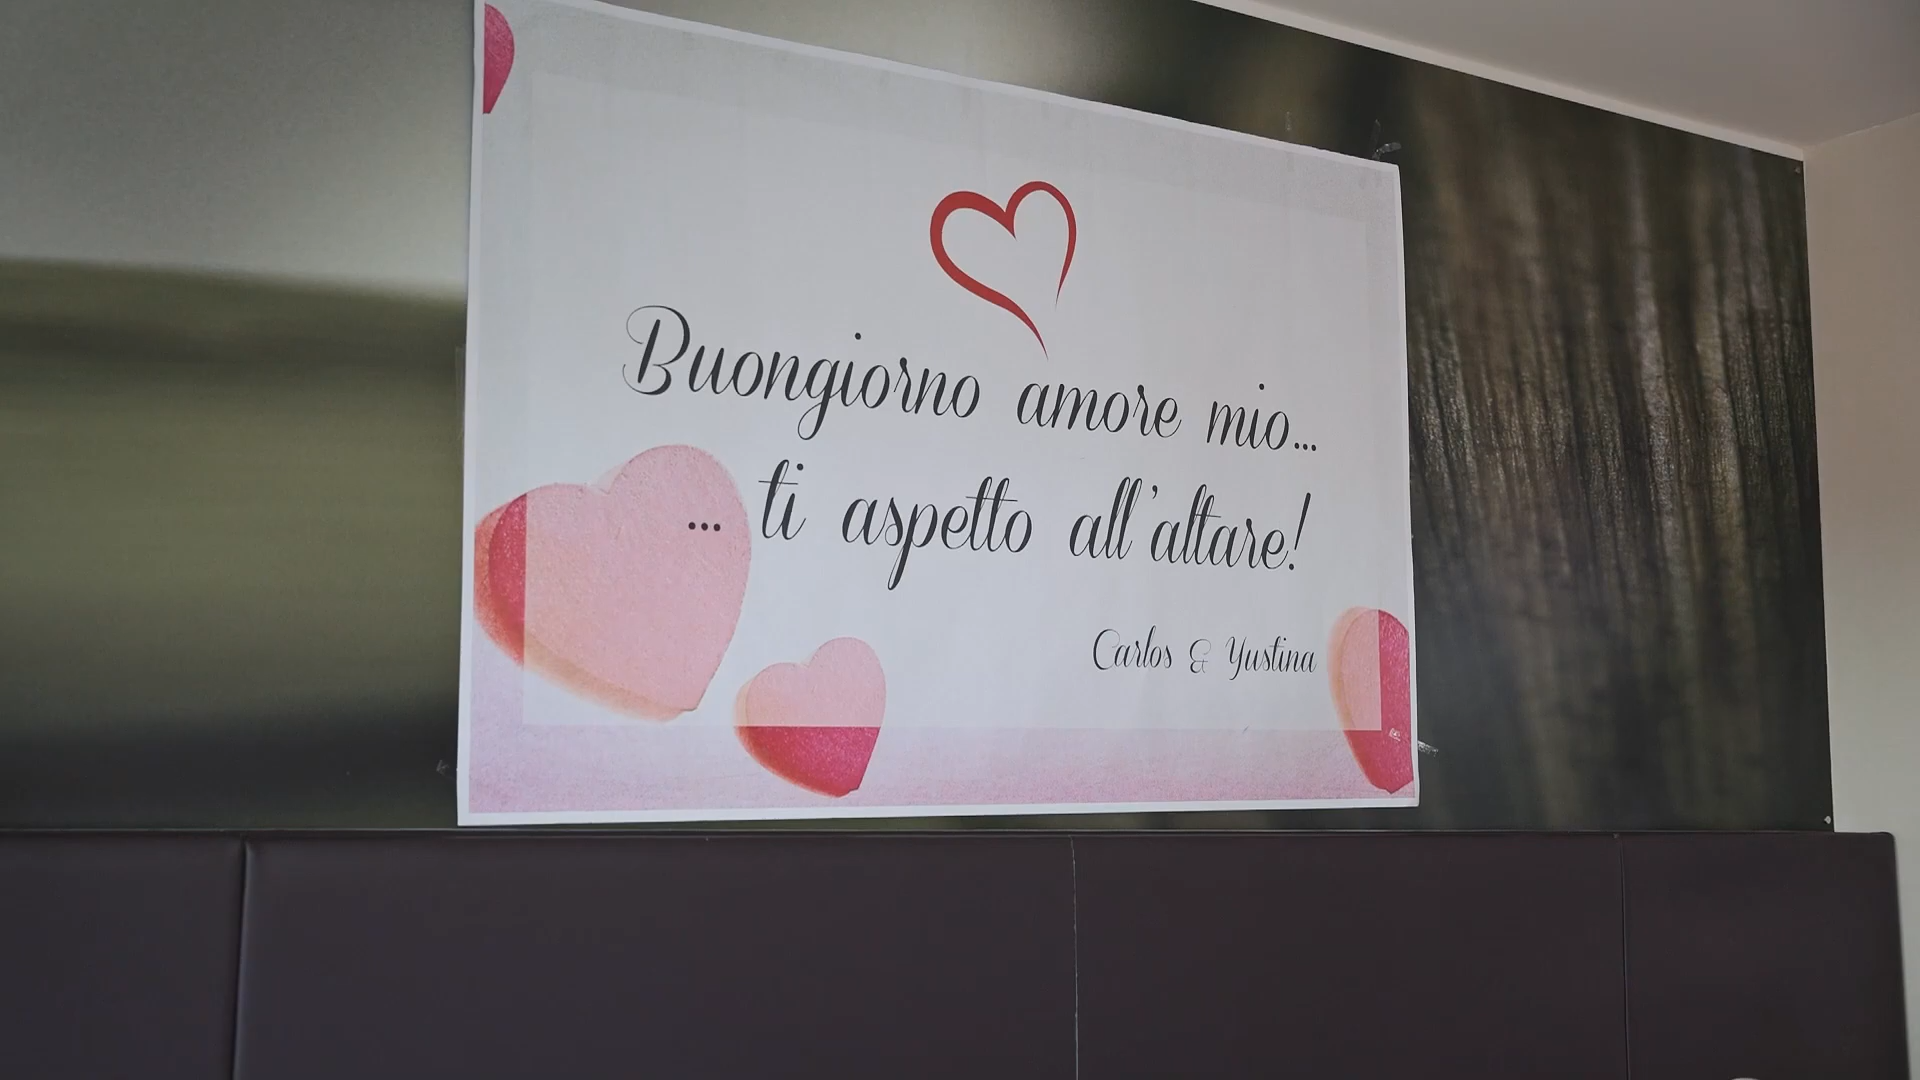 Buongiorno amore mio...
... ti aspetto all'altare!
Carlos & Yustina